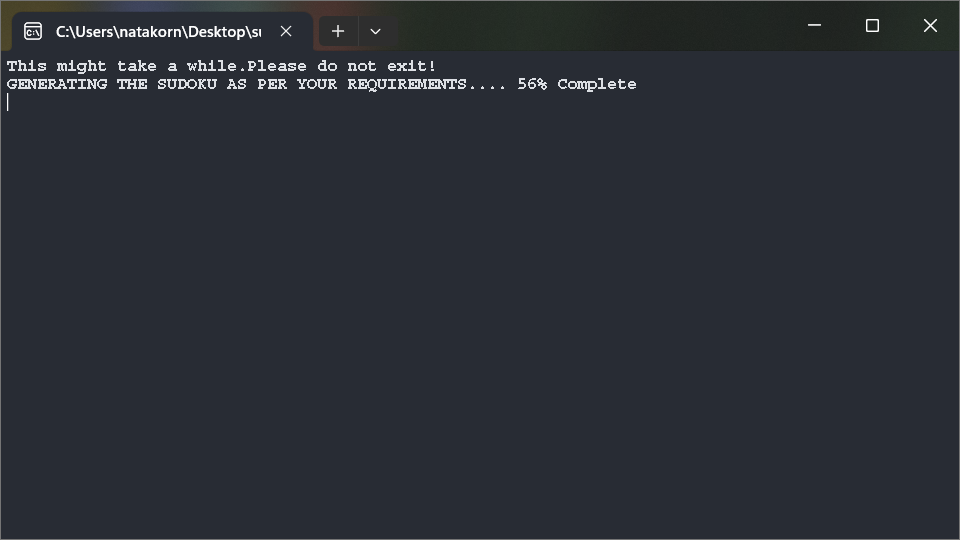 C:\Users\natakorn\Desktop\su
This might take a while.Please do not exit!
GENERATING THE SUDOKU AS PER YOUR REQUIREMENTS.... 56% Complete